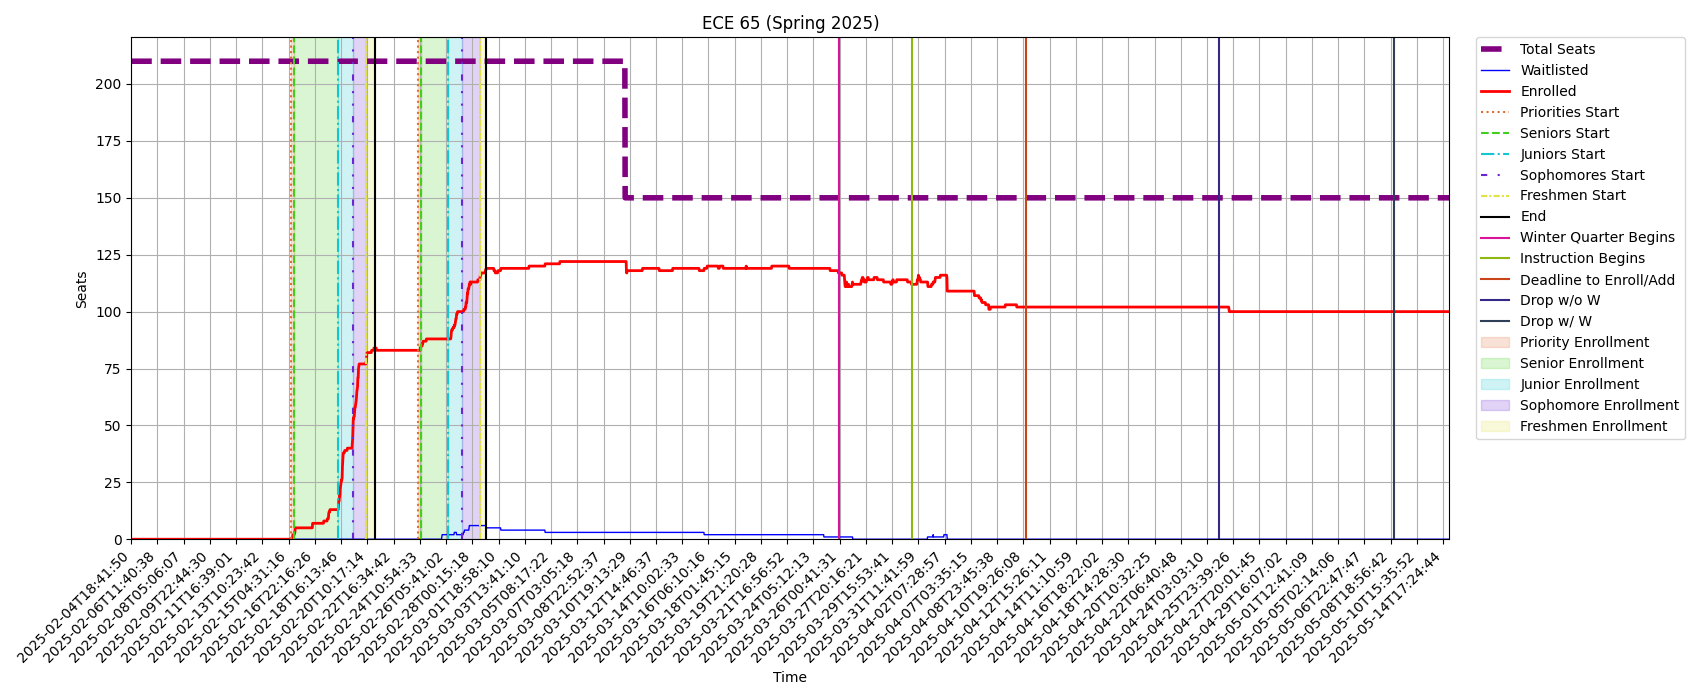 ECE 65 (Spring 2025)
Seats
200
175
150
125
100
75
50
25
0
2025-02-04T18:41:50
2025-02-06T11:40:38
2025-02-08T05:06:07
2025-02-09T22:44:30
2025-02-11T16:39:01
2025-02-13T10:23:42
2025-02-15T04:31:16
2025-02-16T22:16:26
2025-02-18T16:13:46
2025-02-20T10:17:14
2025-02-22T16:34:42
2025-02-24T10:54:33
2025-02-26T05:41:02
2025-02-28T00:15:18
2025-03-01T18:58:10
2025-03-03T13:41:10
2025-03-05T08:17:22
2025-03-07T03:05:18
2025-03-08T22:52:37
2025-03-10T19:13:29
2025-03-12T14:46:37
2025-03-14T10:02:33
2025-03-16T06:10:16
2025-03-18T01:45:15
2025-03-19T21:20:28
2025-03-21T16:56:52
2025-03-24T05:12:13
2025-03-26T00:41:31
2025-03-27T20:16:21
2025-03-29T15:53:41
2025-03-31T11:41:59
2025-04-02T07:28:57
2025-04-07T03:35:15
2025-04-08T23:45:38
2025-04-10T19:26:08
2025-04-12T15:26:11
2025-04-14T11:10:59
2025-04-16T18:22:02
2025-04-18T14:28:30
2025-04-20T10:32:25
2025-04-22T06:40:48
2025-04-24T03:03:10
2025-04-25T23:39:26
2025-04-27T20:01:45
2025-04-29T16:07:02
2025-05-01T12:41:09
2025-05-05T02:14:06
2025-05-06T22:47:47
2025-05-08T18:56:42
2025-05-10T15:35:52
2025-05-14T17:24:44
Time
Total Seats
Waitlisted
Enrolled
Priorities Start
Seniors Start
Juniors Start
Sophomores Start
Freshmen Start
End
Winter Quarter Begins
Instruction Begins
Deadline to Enroll/Add
Drop w/o W
Drop w/ W
Priority Enrollment
Senior Enrollment
Junior Enrollment
Sophomore Enrollment
Freshmen Enrollment